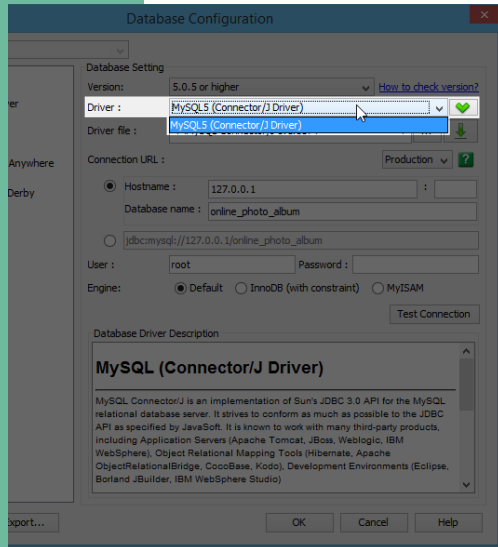 Database Configuration
Database Setting
Version: 5.0.5 or higher How to check version?
Driver : MySQL5 (Connector/J Driver)
MySQL5 (Connector/J Driver)
Driver file : ...
Anywhere
Connection URL : Production ?
Derby
Hostname : 127.0.0.1 :
Database name : online_photo_album
jdbc:mysql://127.0.0.1/online_photo_album
User : root Password :
Engine: Default InnoDB (with constraint) MyISAM
Test Connection
Database Driver Description
MySQL (Connector/J Driver)
MySQL Connector/J is an implementation of Sun's JDBC 3.0 API for the MySQL
relational database server. It strives to conform as much as possible to the JDBC
API as specified by JavaSoft. It is known to work with many third-party products,
including Application Servers (Apache Tomcat, JBoss, Weblogic, IBM
WebSphere), Object Relational Mapping Tools (Hibernate, Apache
ObjectRelationalBridge, CocoBase, Kodo), Development Environments (Eclipse,
Borland JBuilder, IBM WebSphere Studio)
xport... OK Cancel Help